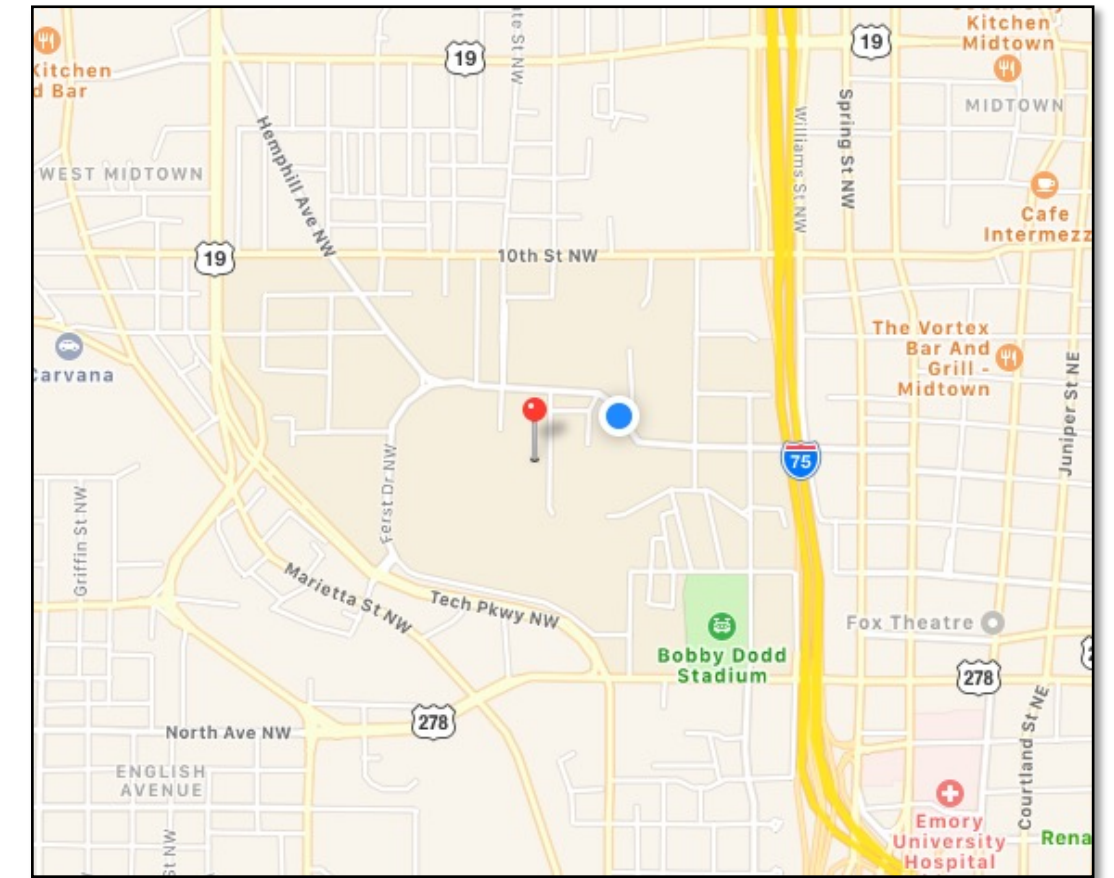 Kitchen
d Bar
19
te St NW
19
Kitchen
Midtown
MIDTOWN
Hemphill Ave NW
Williams St NW
Spring St NW
WEST MIDTOWN
Cafe
Intermezz
19
10th St NW
Carvana
The Vortex
Bar And
Grill -
Midtown
Juniper St NE
75
Griffin St NW
Ferst Dr NW
Marietta St NW
Tech Pkwy NW
Fox Theatre
Bobby Dodd
Stadium
278
278
North Ave NW
ENGLISH
AVENUE
Courtland St NE
St NW
Emory
University
Hospital
Rena